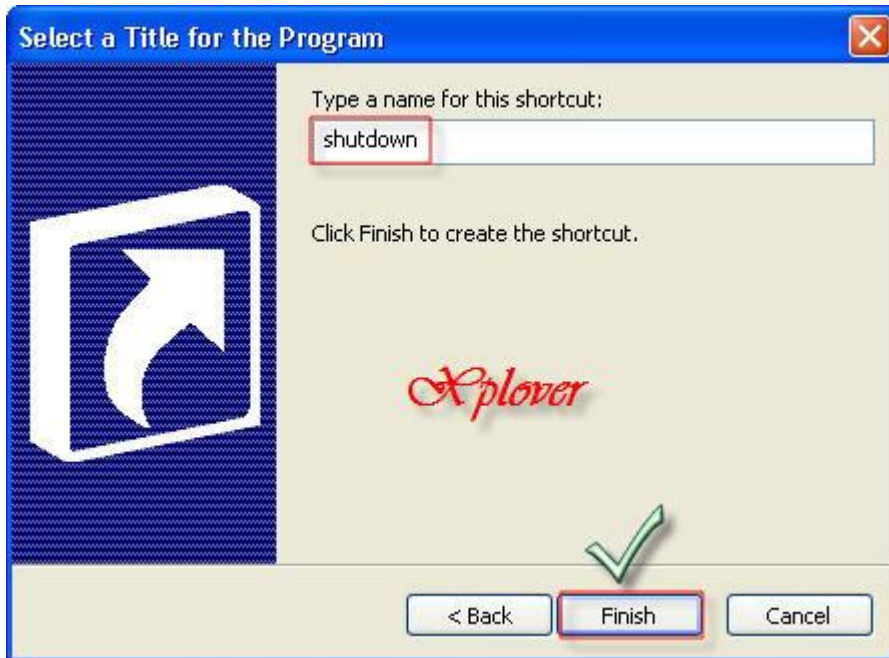 Select a Title for the Program
Type a name for this shortcut:
shutdown
Click Finish to create the shortcut.
Xplover
< Back Finish Cancel